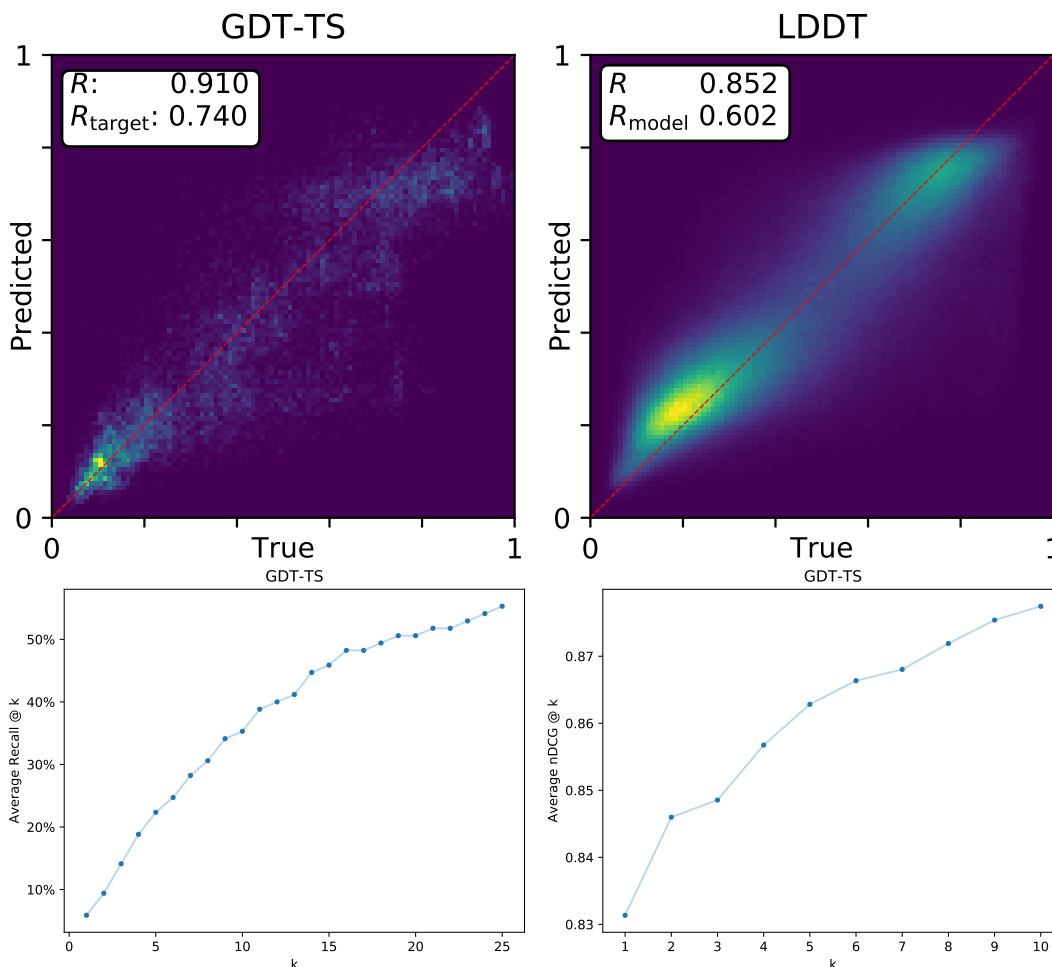 GDT-TS
1
R: 0.910
R_target: 0.740
Predicted
0
0
True
1
LDDT
R 0.852
R_model 0.602
Predicted
0
0
True
1
GDT-TS
50%
40%
30%
20%
10%
Average Recall @ k
0 5 10 15 20 25
k
GDT-TS
0.87
0.86
0.85
0.84
0.83
Average nDCG @ k
1 2 3 4 5 6 7 8 9 10
k